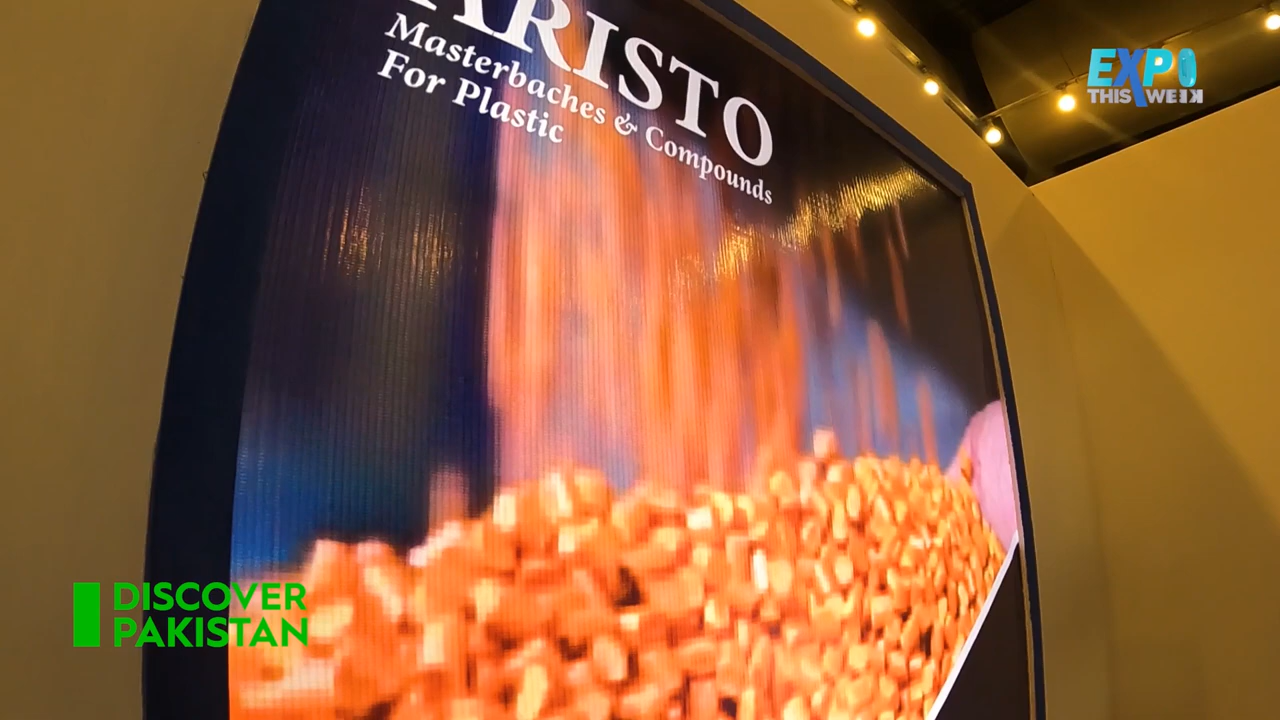 ARISTO
Masterbaches & Compounds
For Plastic
EXPO
THIS WEEK
DISCOVER
PAKISTAN